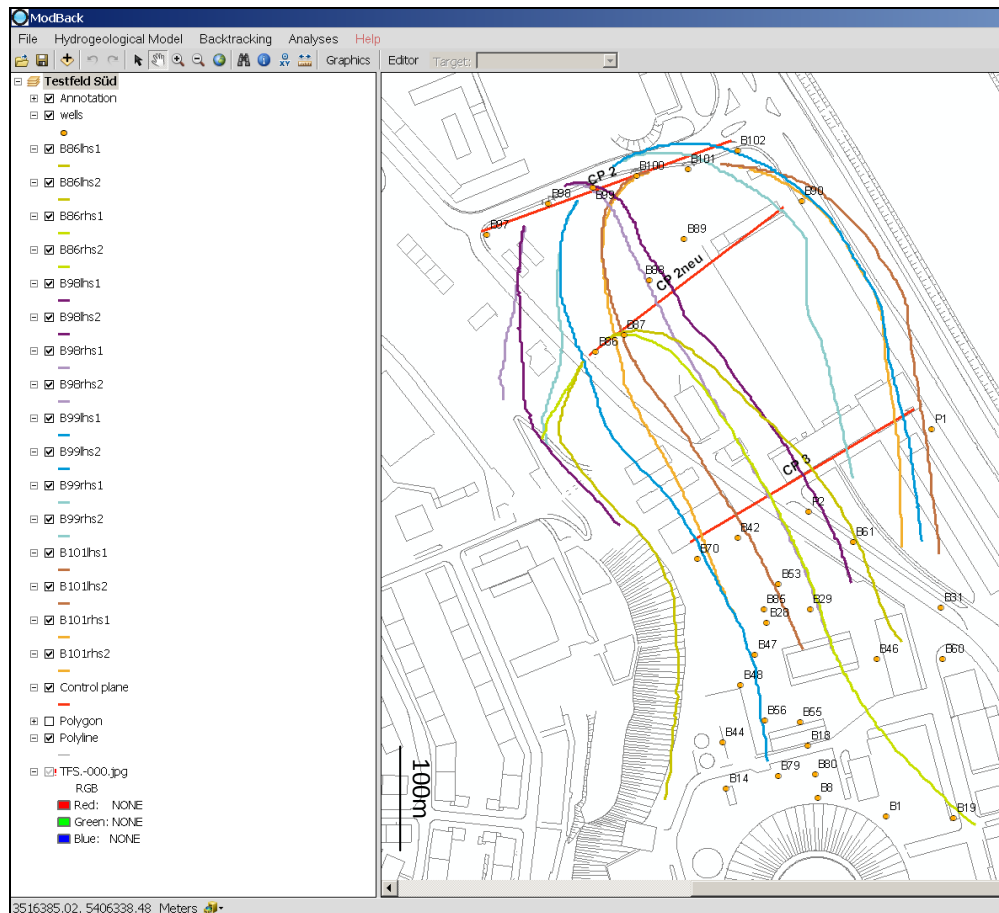 ModBack
File Hydrogeological Model Backtracking Analyses Help
Graphics Editor Target:
Testfeld Süd
Annotation
wells
B86lhs1
B86lhs2
B86rhs1
B86rhs2
B98lhs1
B98lhs2
B98rhs1
B98rhs2
B99lhs1
B99lhs2
B99rhs1
B99rhs2
B101lhs1
B101lhs2
B101rhs1
B101rhs2
Control plane
Polygon
Polyline
TFS.-000.jpg
RGB
Red: NONE
Green: NONE
Blue: NONE
B102
B101
B100
CP 2
B99
B98
B90
B97
B89
B88
CP 2neu
B87
B86
P1
CP 3
P2
B42
B61
B70
B53
B85
B29
B28
B31
B47
B46
B60
B48
B56
B55
B44
B18
B79
B80
B14
B8
B1
B19
100m
3516385.02, 5406338.48 Meters